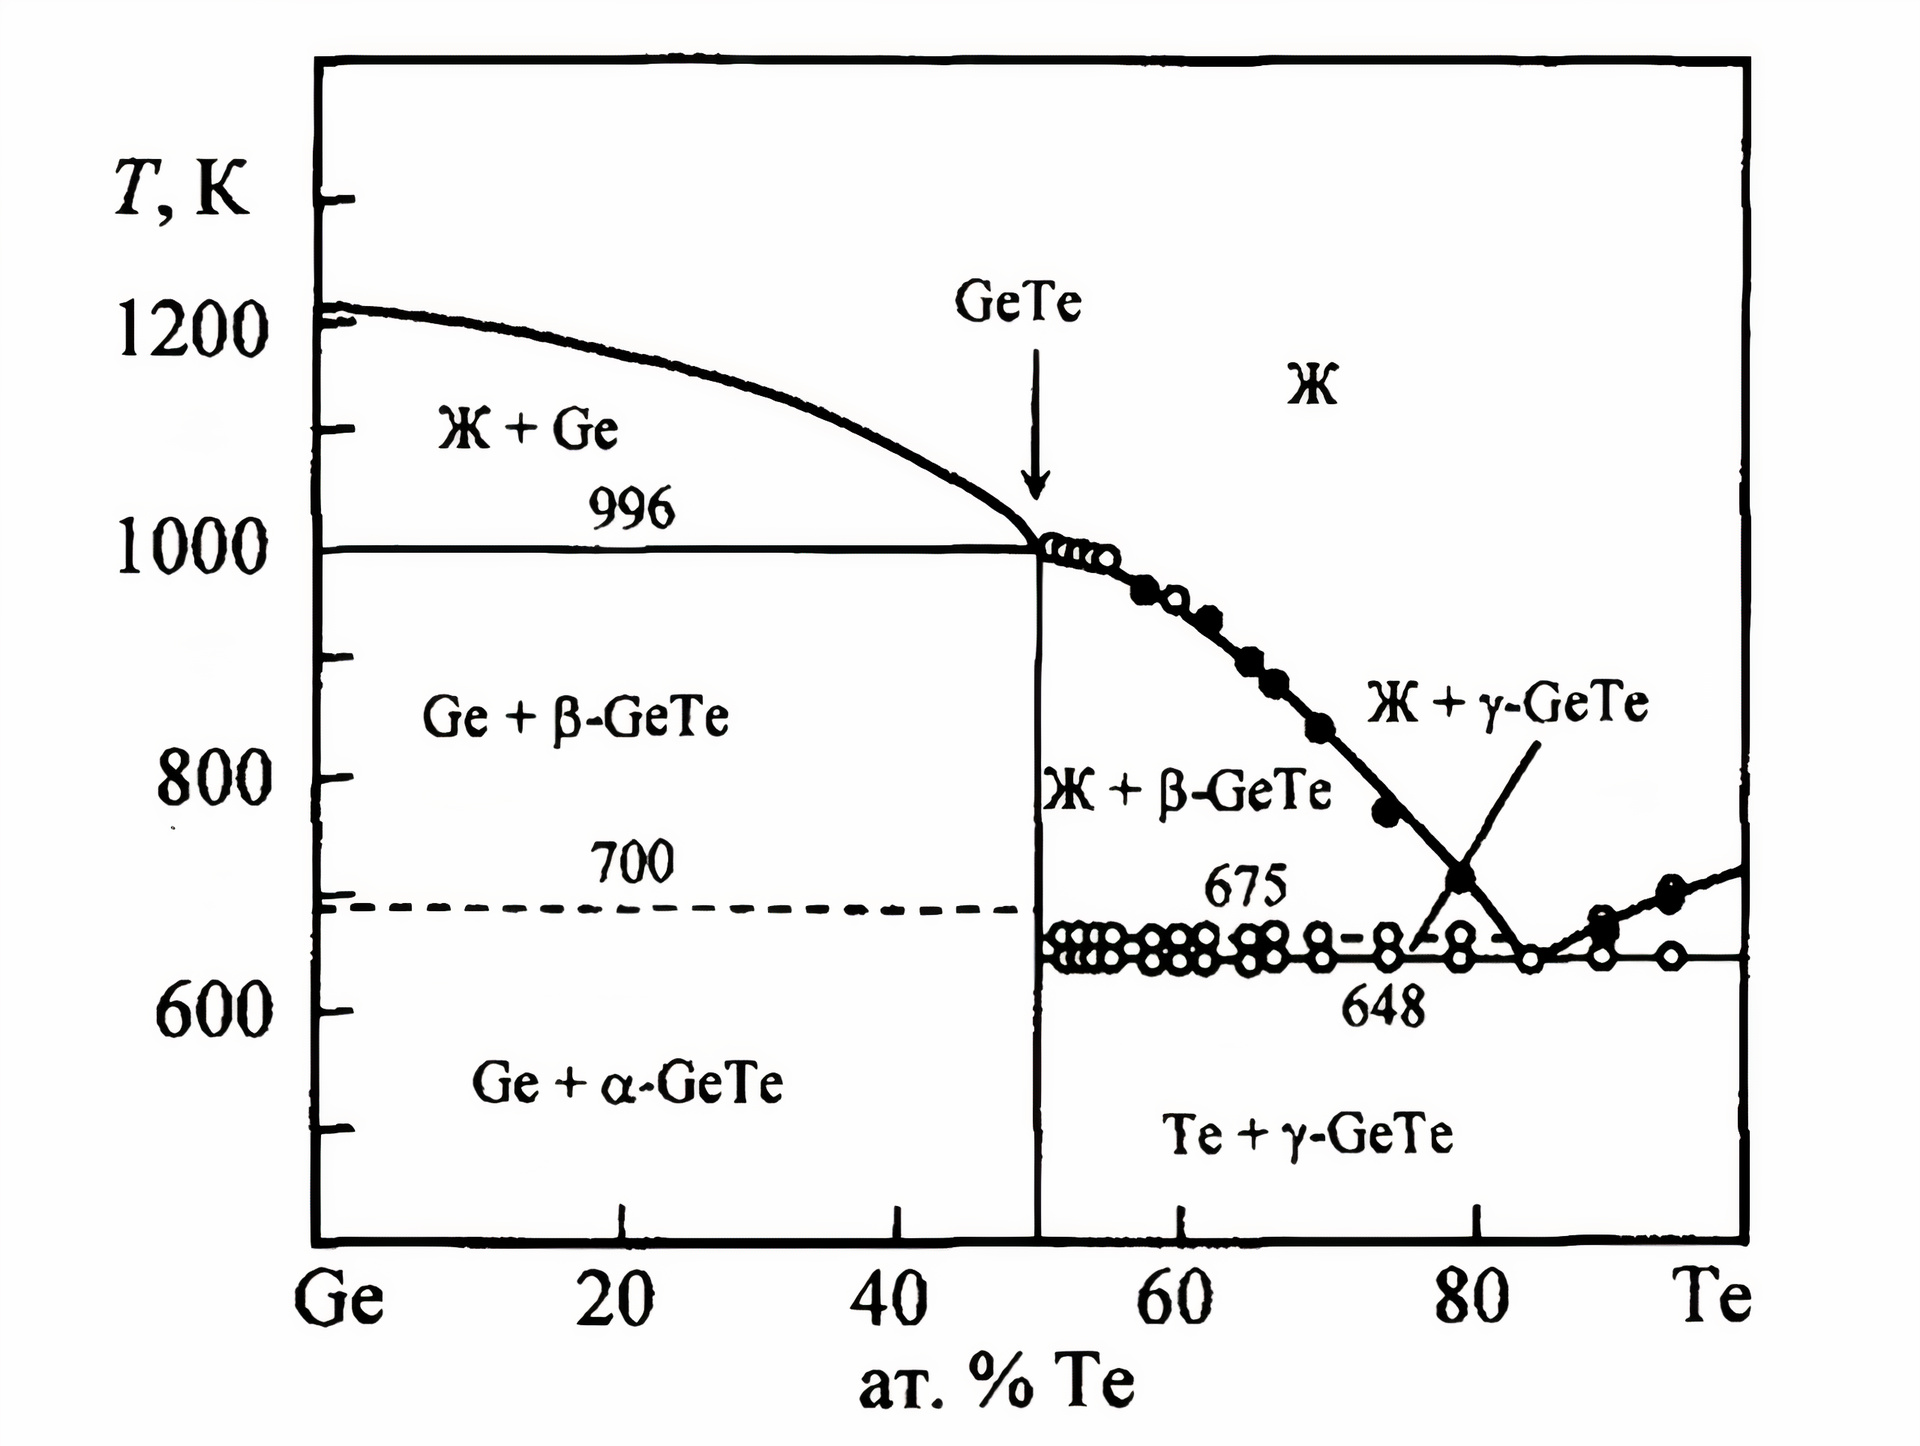 T, К
1200
GeTe
Ж
Ж + Ge
996
1000
Ge + β-GeTe
Ж + γ-GeTe
800
Ж + β-GeTe
700
675
600
648
Ge + α-GeTe
Te + γ-GeTe
Ge 20 40 60 80 Te
ат. % Te